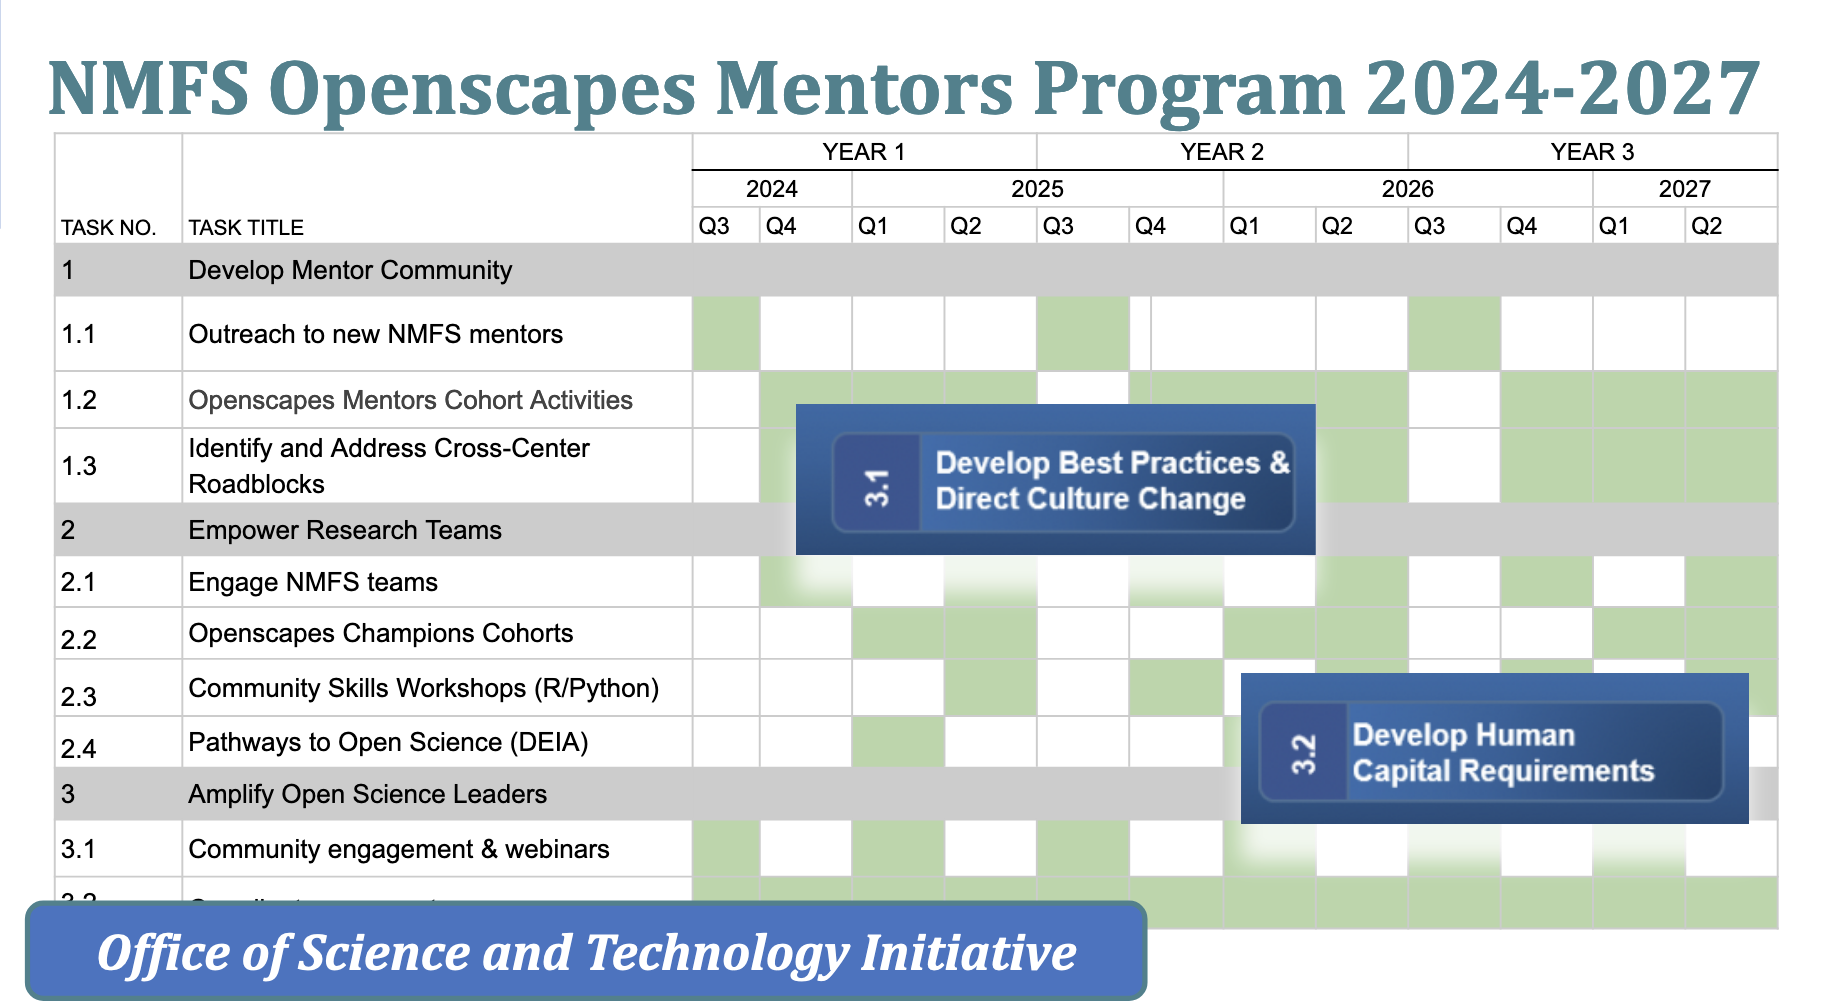 NMFS Openscapes Mentors Program 2024-2027
YEAR 1 YEAR 2 YEAR 3
2024 2025 2026 2027
TASK NO. TASK TITLE Q3 Q4 Q1 Q2 Q3 Q4 Q1 Q2 Q3 Q4 Q1 Q2
1 Develop Mentor Community
1.1 Outreach to new NMFS mentors
1.2 Openscapes Mentors Cohort Activities
1.3 Identify and Address Cross-Center
Roadblocks
3.1 Develop Best Practices &
Direct Culture Change
2 Empower Research Teams
2.1 Engage NMFS teams
2.2 Openscapes Champions Cohorts
2.3 Community Skills Workshops (R/Python)
2.4 Pathways to Open Science (DEIA)
3.2 Develop Human
Capital Requirements
3 Amplify Open Science Leaders
3.1 Community engagement & webinars
3.2
Office of Science and Technology Initiative